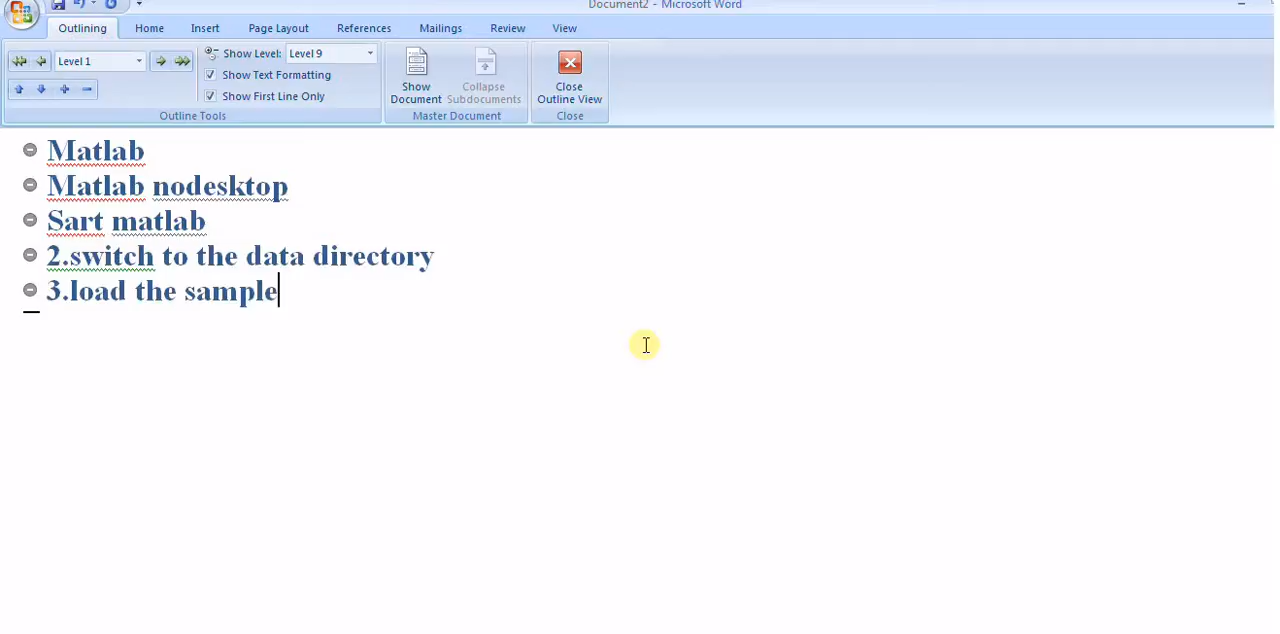 Document2 - Microsoft Word
Outlining Home Insert Page Layout References Mailings Review View
Level 1
Show Level: Level 9
Show Text Formatting
Show First Line Only
Outline Tools
Show Document
Collapse Subdocuments
Master Document
Close Outline View
Close
Matlab
Matlab nodesktop
Sart matlab
2.switch to the data directory
3.load the sample